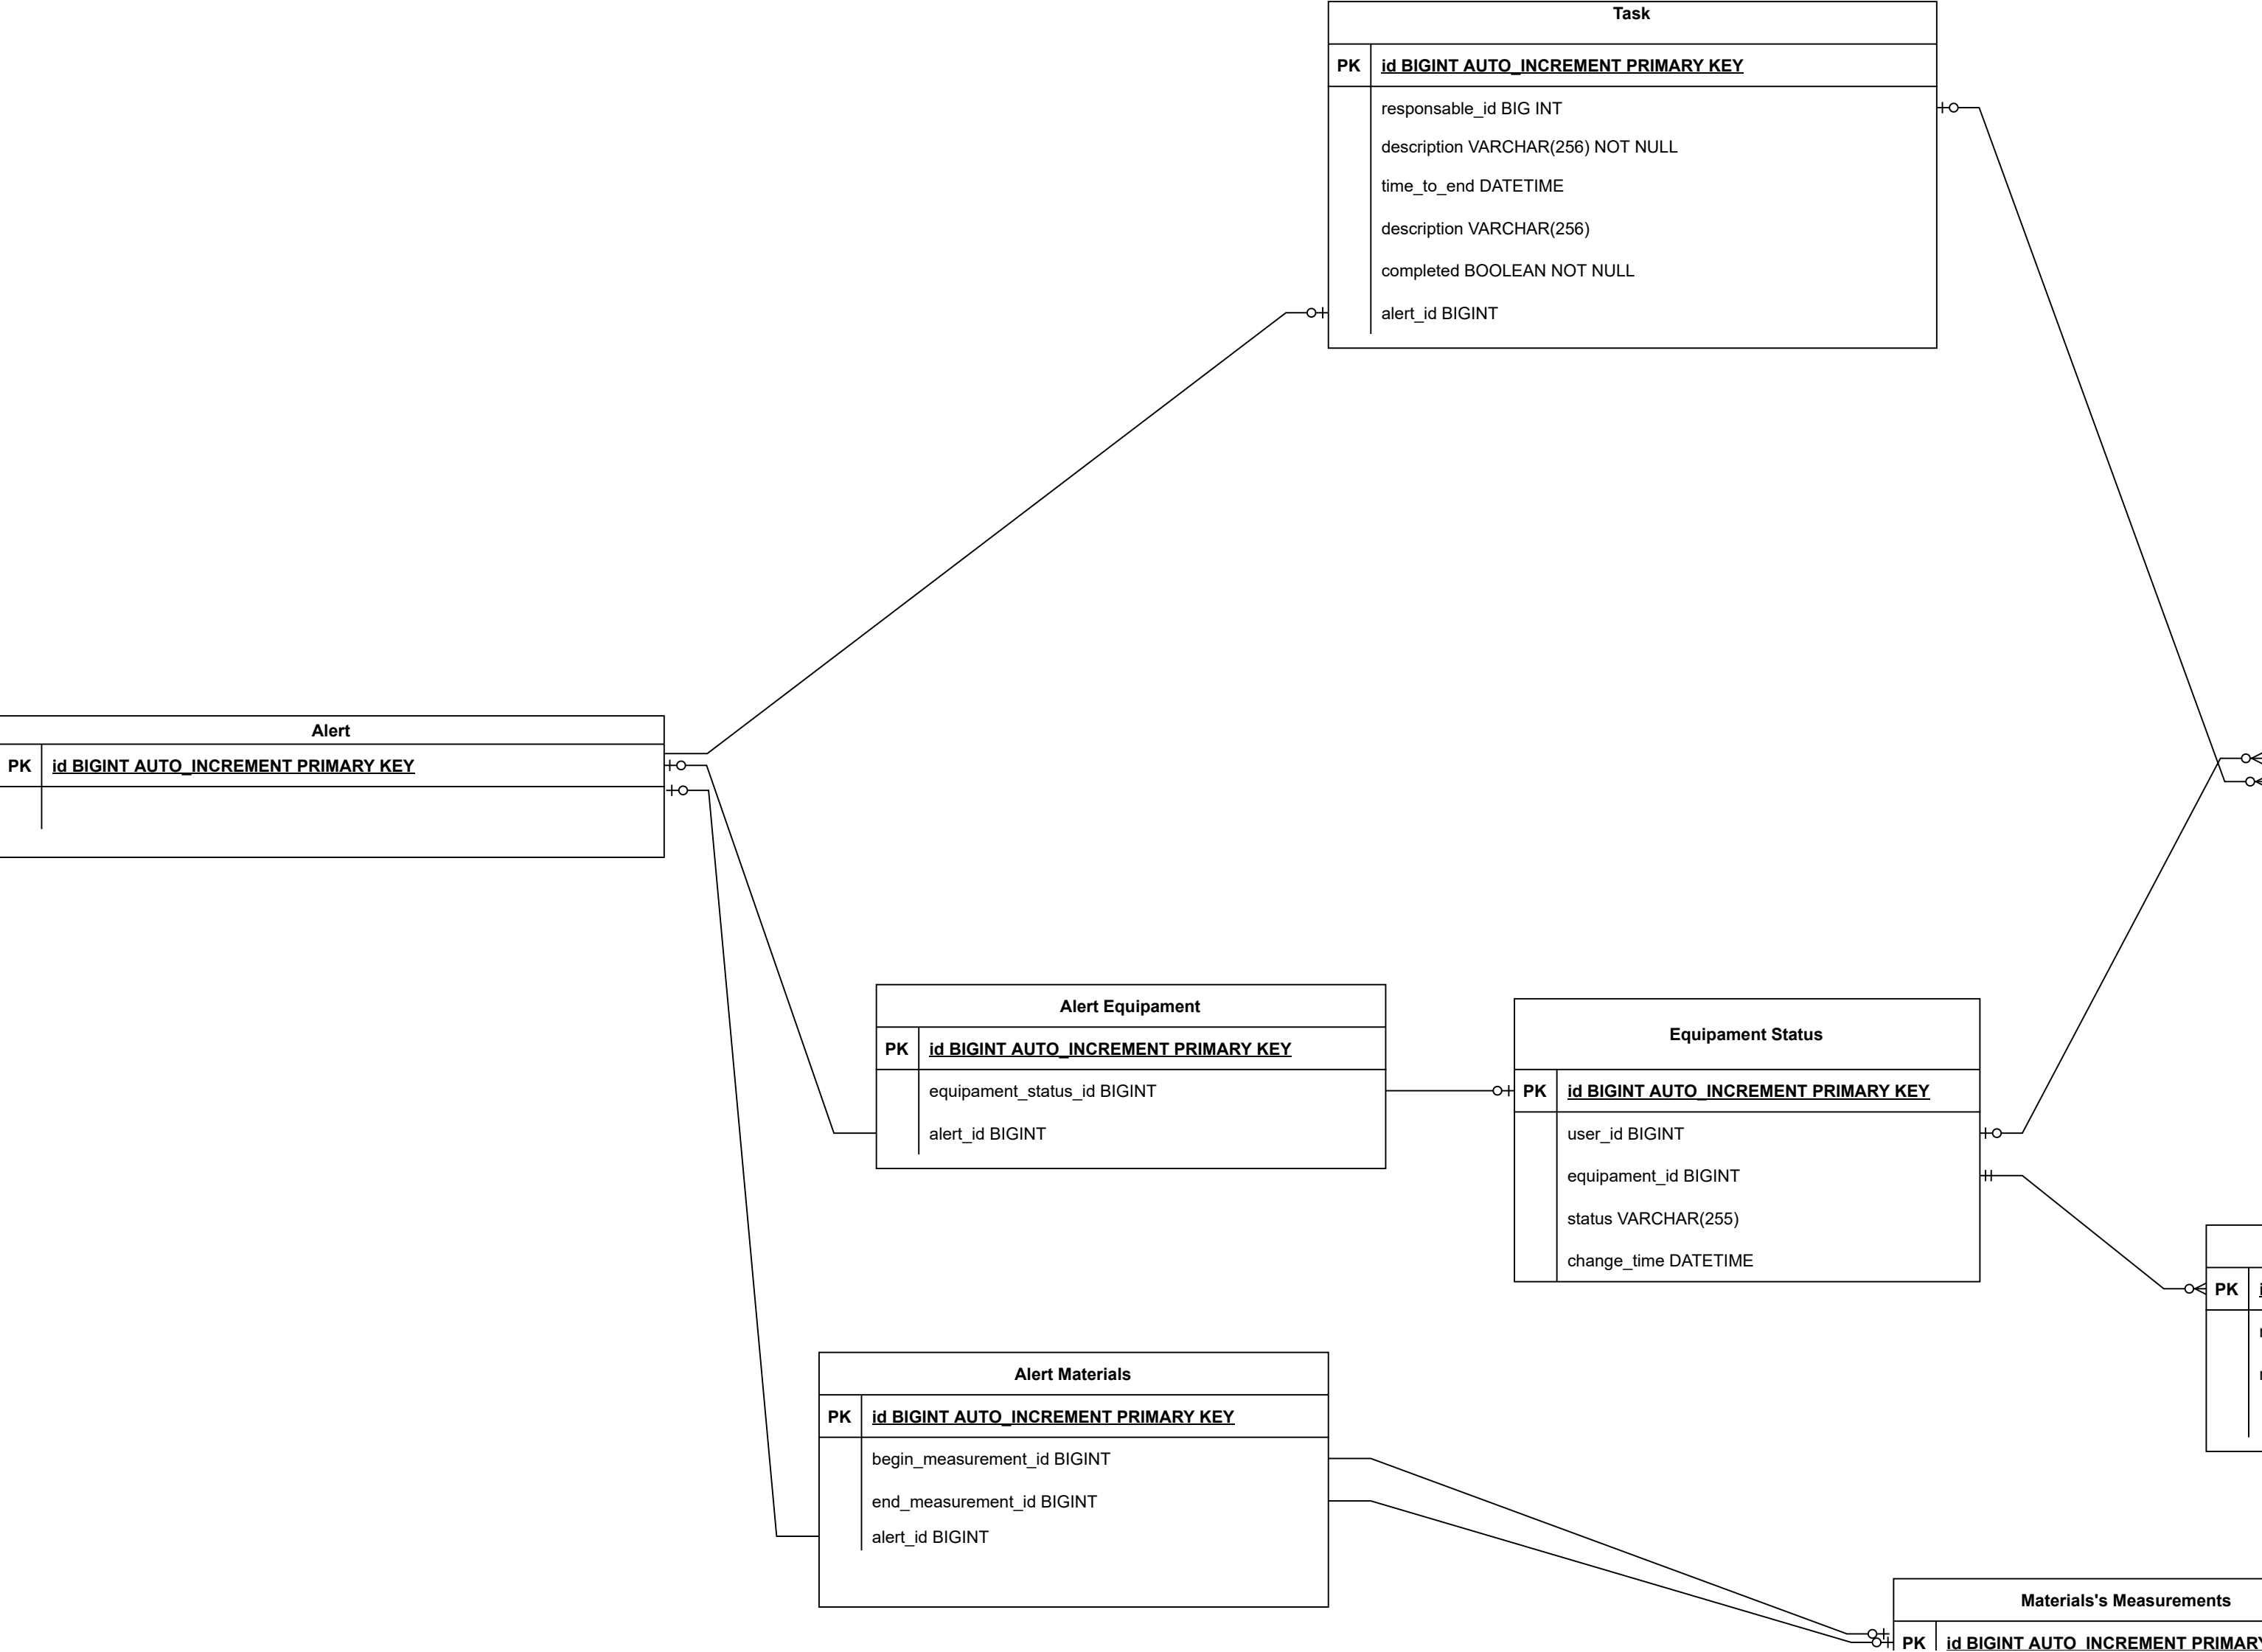 Task
PK id BIGINT AUTO_INCREMENT PRIMARY KEY
responsable_id BIG INT
description VARCHAR(256) NOT NULL
time_to_end DATETIME
description VARCHAR(256)
completed BOOLEAN NOT NULL
alert_id BIGINT
Alert
PK id BIGINT AUTO_INCREMENT PRIMARY KEY
Alert Equipament
PK id BIGINT AUTO_INCREMENT PRIMARY KEY
equipament_status_id BIGINT
alert_id BIGINT
Equipament Status
PK id BIGINT AUTO_INCREMENT PRIMARY KEY
user_id BIGINT
equipament_id BIGINT
status VARCHAR(255)
change_time DATETIME
PK
Alert Materials
PK id BIGINT AUTO_INCREMENT PRIMARY KEY
begin_measurement_id BIGINT
end_measurement_id BIGINT
alert_id BIGINT
Materials's Measurements
PK id BIGINT AUTO_INCREMENT PRIMARY